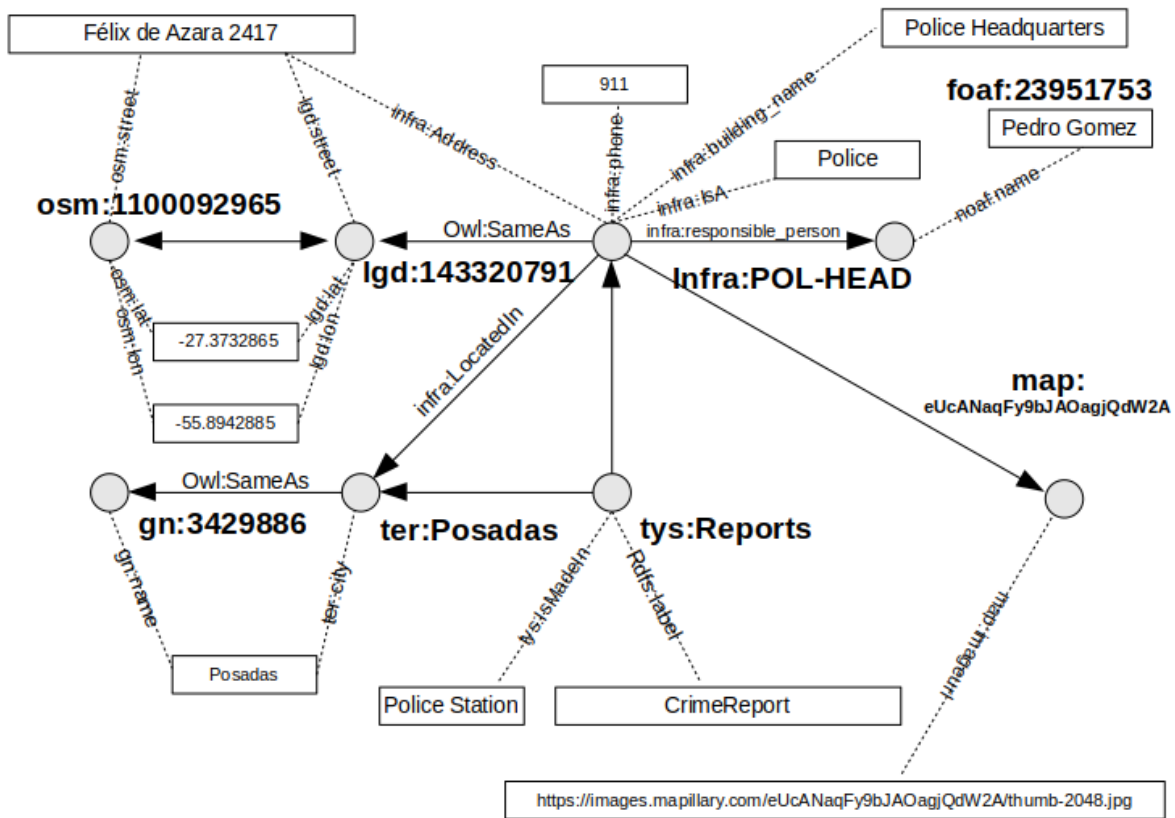 Félix de Azara 2417
Police Headquarters
911
foaf:23951753
Pedro Gomez
Police
osm:street
lgd:street
infra:Address
infra:phone
infra:building_name
infra:IsA
noaf:name
osm:1100092965
Owl:SameAs
infra:responsible_person
lgd:143320791
Infra:POL-HEAD
osm:lat
osm:lon
lgd:lat
lgd:lon
-27.3732865
-55.8942885
infra:LocatedIn
map:
eUcANaqFy9bJAOagjQdW2A
Owl:SameAs
gn:3429886
ter:Posadas
tys:Reports
gn:name
ter:city
tys:IsMadeIn
Rdfs:label
map:imageurl
Posadas
Police Station
CrimeReport
https://images.mapillary.com/eUcANaqFy9bJAOagjQdW2A/thumb-2048.jpg